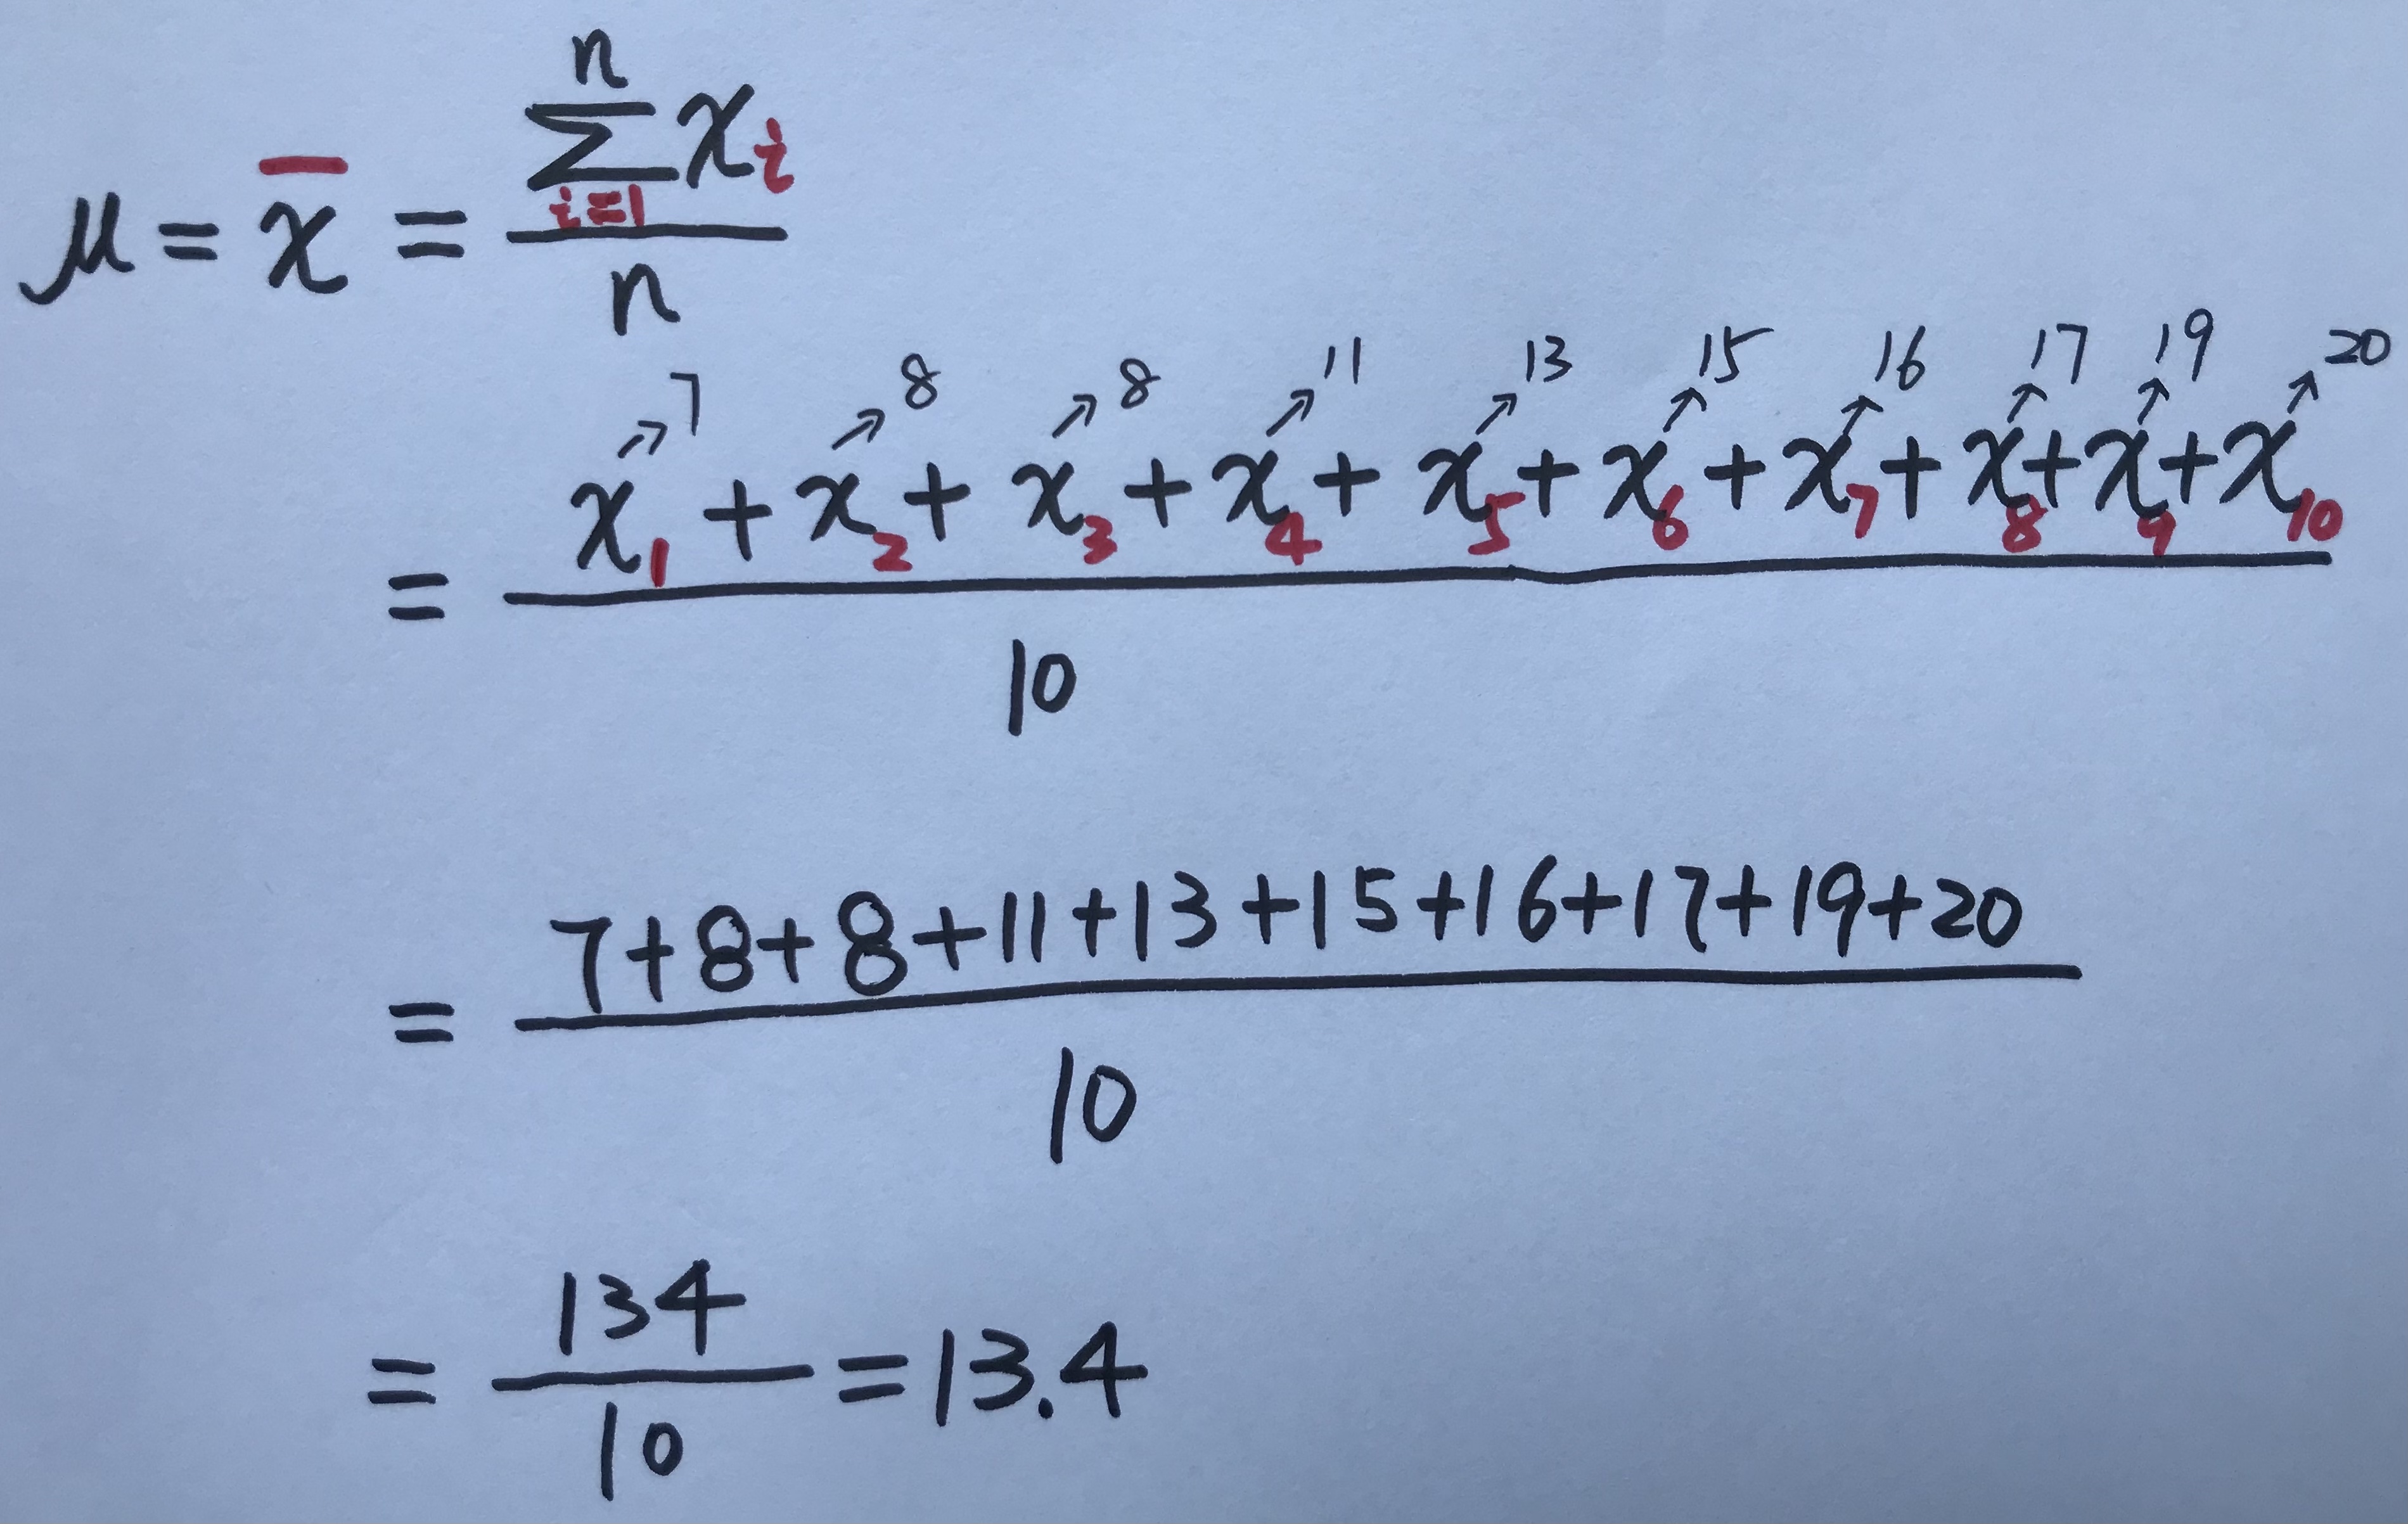 μ = x̄ = \frac{\sum_{i=1}^{n} x_i}{n}
↗7 ↗8 ↗8 ↗11 ↗13 ↗15 ↗16 ↗17 ↗19 ↗20
= \frac{x_1 + x_2 + x_3 + x_4 + x_5 + x_6 + x_7 + x_8 + x_9 + x_{10}}{10}
= \frac{7+8+8+11+13+15+16+17+19+20}{10}
= \frac{134}{10} = 13.4